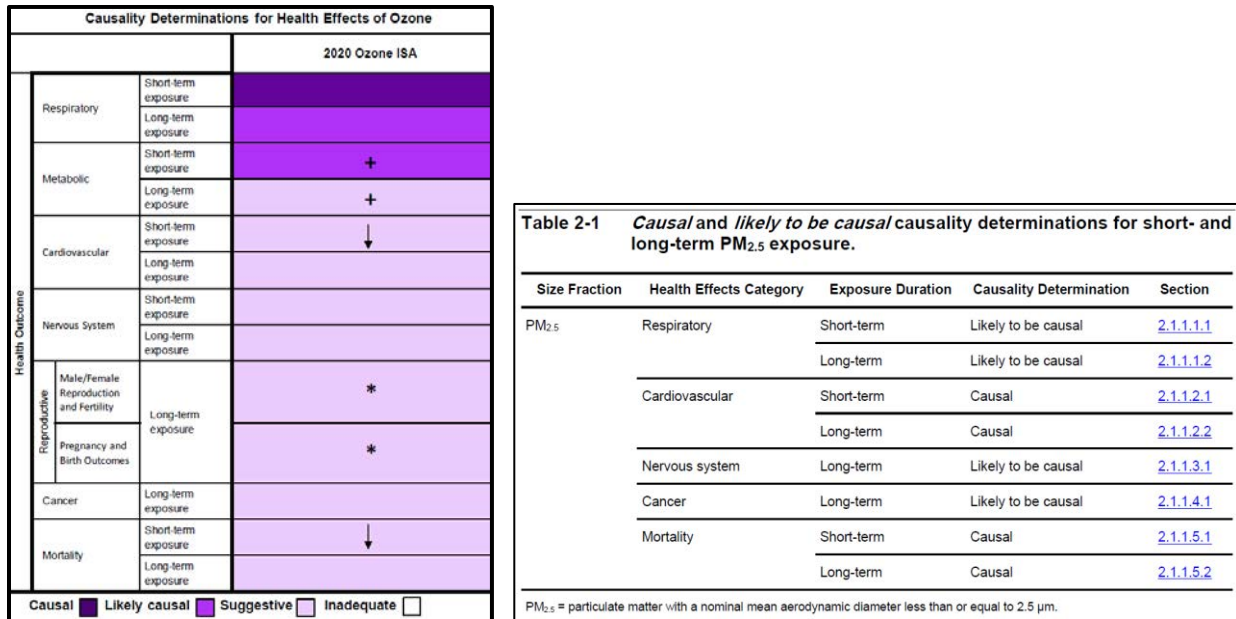 Causality Determinations for Health Effects of Ozone
2020 Ozone ISA
Health Outcome
Respiratory
Short-term
exposure
Long-term
exposure
Metabolic
Short-term
exposure
+
Long-term
exposure
+
Cardiovascular
Short-term
exposure
↓
Long-term
exposure
Nervous System
Short-term
exposure
Long-term
exposure
Reproductive
Male/Female
Reproduction
and Fertility
Long-term
exposure
*
Pregnancy and
Birth Outcomes
*
Cancer
Long-term
exposure
Mortality
Short-term
exposure
↓
Long-term
exposure
Causal Likely causal Suggestive Inadequate
Table 2-1 Causal and likely to be causal causality determinations for short- and
long-term PM2.5 exposure.
Size Fraction Health Effects Category Exposure Duration Causality Determination Section
PM2.5 Respiratory Short-term Likely to be causal 2.1.1.1.1
Long-term Likely to be causal 2.1.1.1.2
Cardiovascular Short-term Causal 2.1.1.2.1
Long-term Causal 2.1.1.2.2
Nervous system Long-term Likely to be causal 2.1.1.3.1
Cancer Long-term Likely to be causal 2.1.1.4.1
Mortality Short-term Causal 2.1.1.5.1
Long-term Causal 2.1.1.5.2
PM2.5 = particulate matter with a nominal mean aerodynamic diameter less than or equal to 2.5 μm.